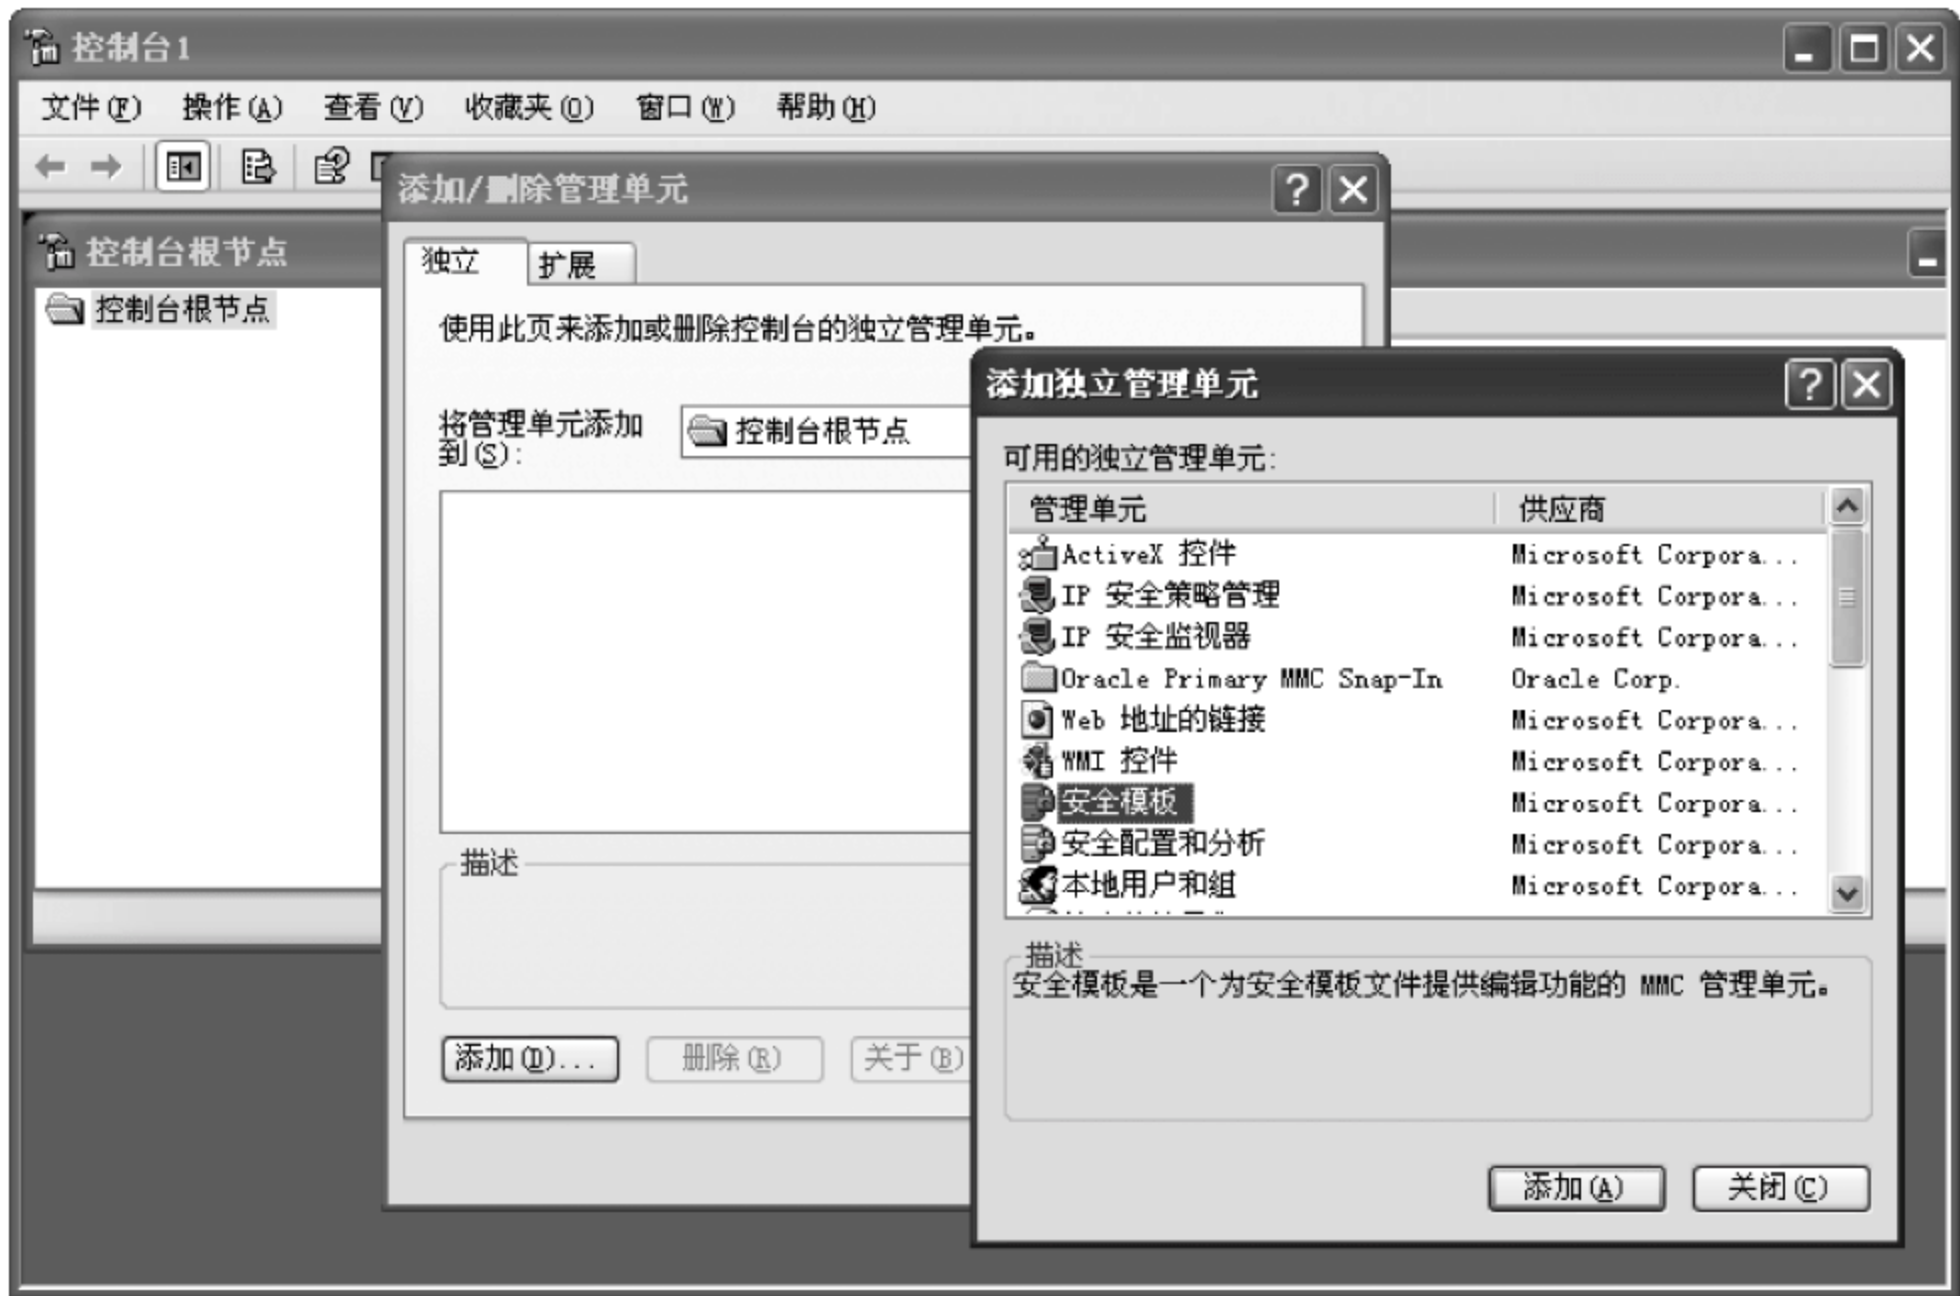 控制台1
文件(F) 操作(A) 查看(V) 收藏夹(O) 窗口(W) 帮助(H)
添加/删除管理单元
控制台根节点
控制台根节点
独立 扩展
使用此页来添加或删除控制台的独立管理单元。
将管理单元添加
到(S):
控制台根节点
描述
添加(D)... 删除(R) 关于(B)
添加独立管理单元
可用的独立管理单元:
管理单元 供应商
ActiveX 控件 Microsoft Corpora...
IP 安全策略管理 Microsoft Corpora...
IP 安全监视器 Microsoft Corpora...
Oracle Primary MMC Snap-In Oracle Corp.
Web 地址的链接 Microsoft Corpora...
WMI 控件 Microsoft Corpora...
安全模板 Microsoft Corpora...
安全配置和分析 Microsoft Corpora...
本地用户和组 Microsoft Corpora...
描述
安全模板是一个为安全模板文件提供编辑功能的 MMC 管理单元。
添加(A) 关闭(C)